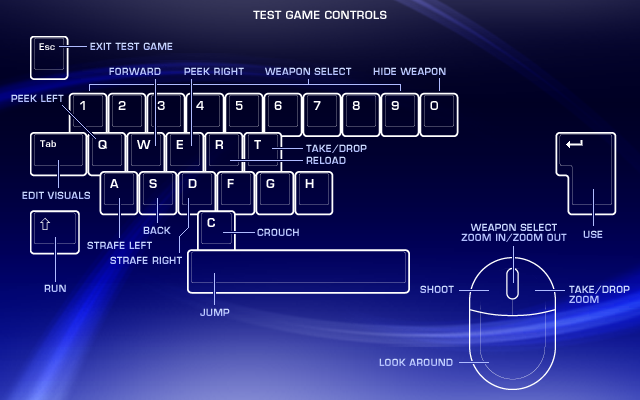 TEST GAME CONTROLS
Esc
EXIT TEST GAME
FORWARD
PEEK RIGHT
WEAPON SELECT
HIDE WEAPON
PEEK LEFT
1 2 3 4 5 6 7 8 9 0
Tab
Q W E R T
TAKE/DROP
RELOAD
EDIT VISUALS
A S D F G H
BACK
STRAFE LEFT
STRAFE RIGHT
C
CROUCH
RUN
JUMP
USE
WEAPON SELECT
ZOOM IN/ZOOM OUT
SHOOT
TAKE/DROP
ZOOM
LOOK AROUND